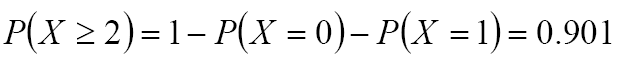 P(X ≥ 2) = 1 − P(X = 0) − P(X = 1) = 0.901